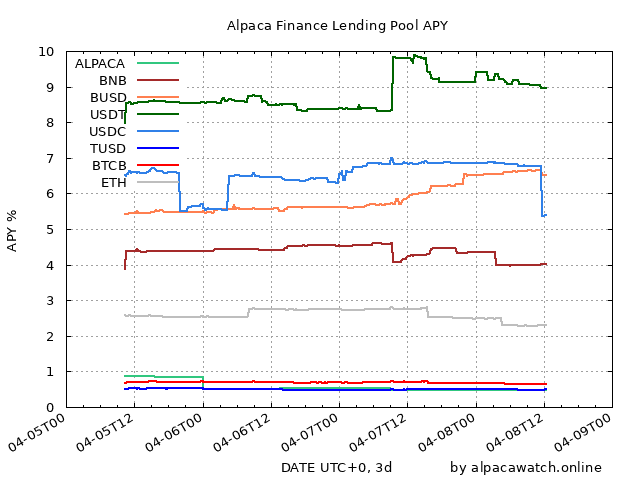 Alpaca Finance Lending Pool APY
10
9
8
7
6
5
4
3
2
1
0
APY %
ALPACA
BNB
BUSD
USDT
USDC
TUSD
BTCB
ETH
04-05T00
04-05T12
04-06T00
04-06T12
04-07T00
04-07T12
04-08T00
04-08T12
04-09T00
DATE UTC+0, 3d
by alpacawatch.online